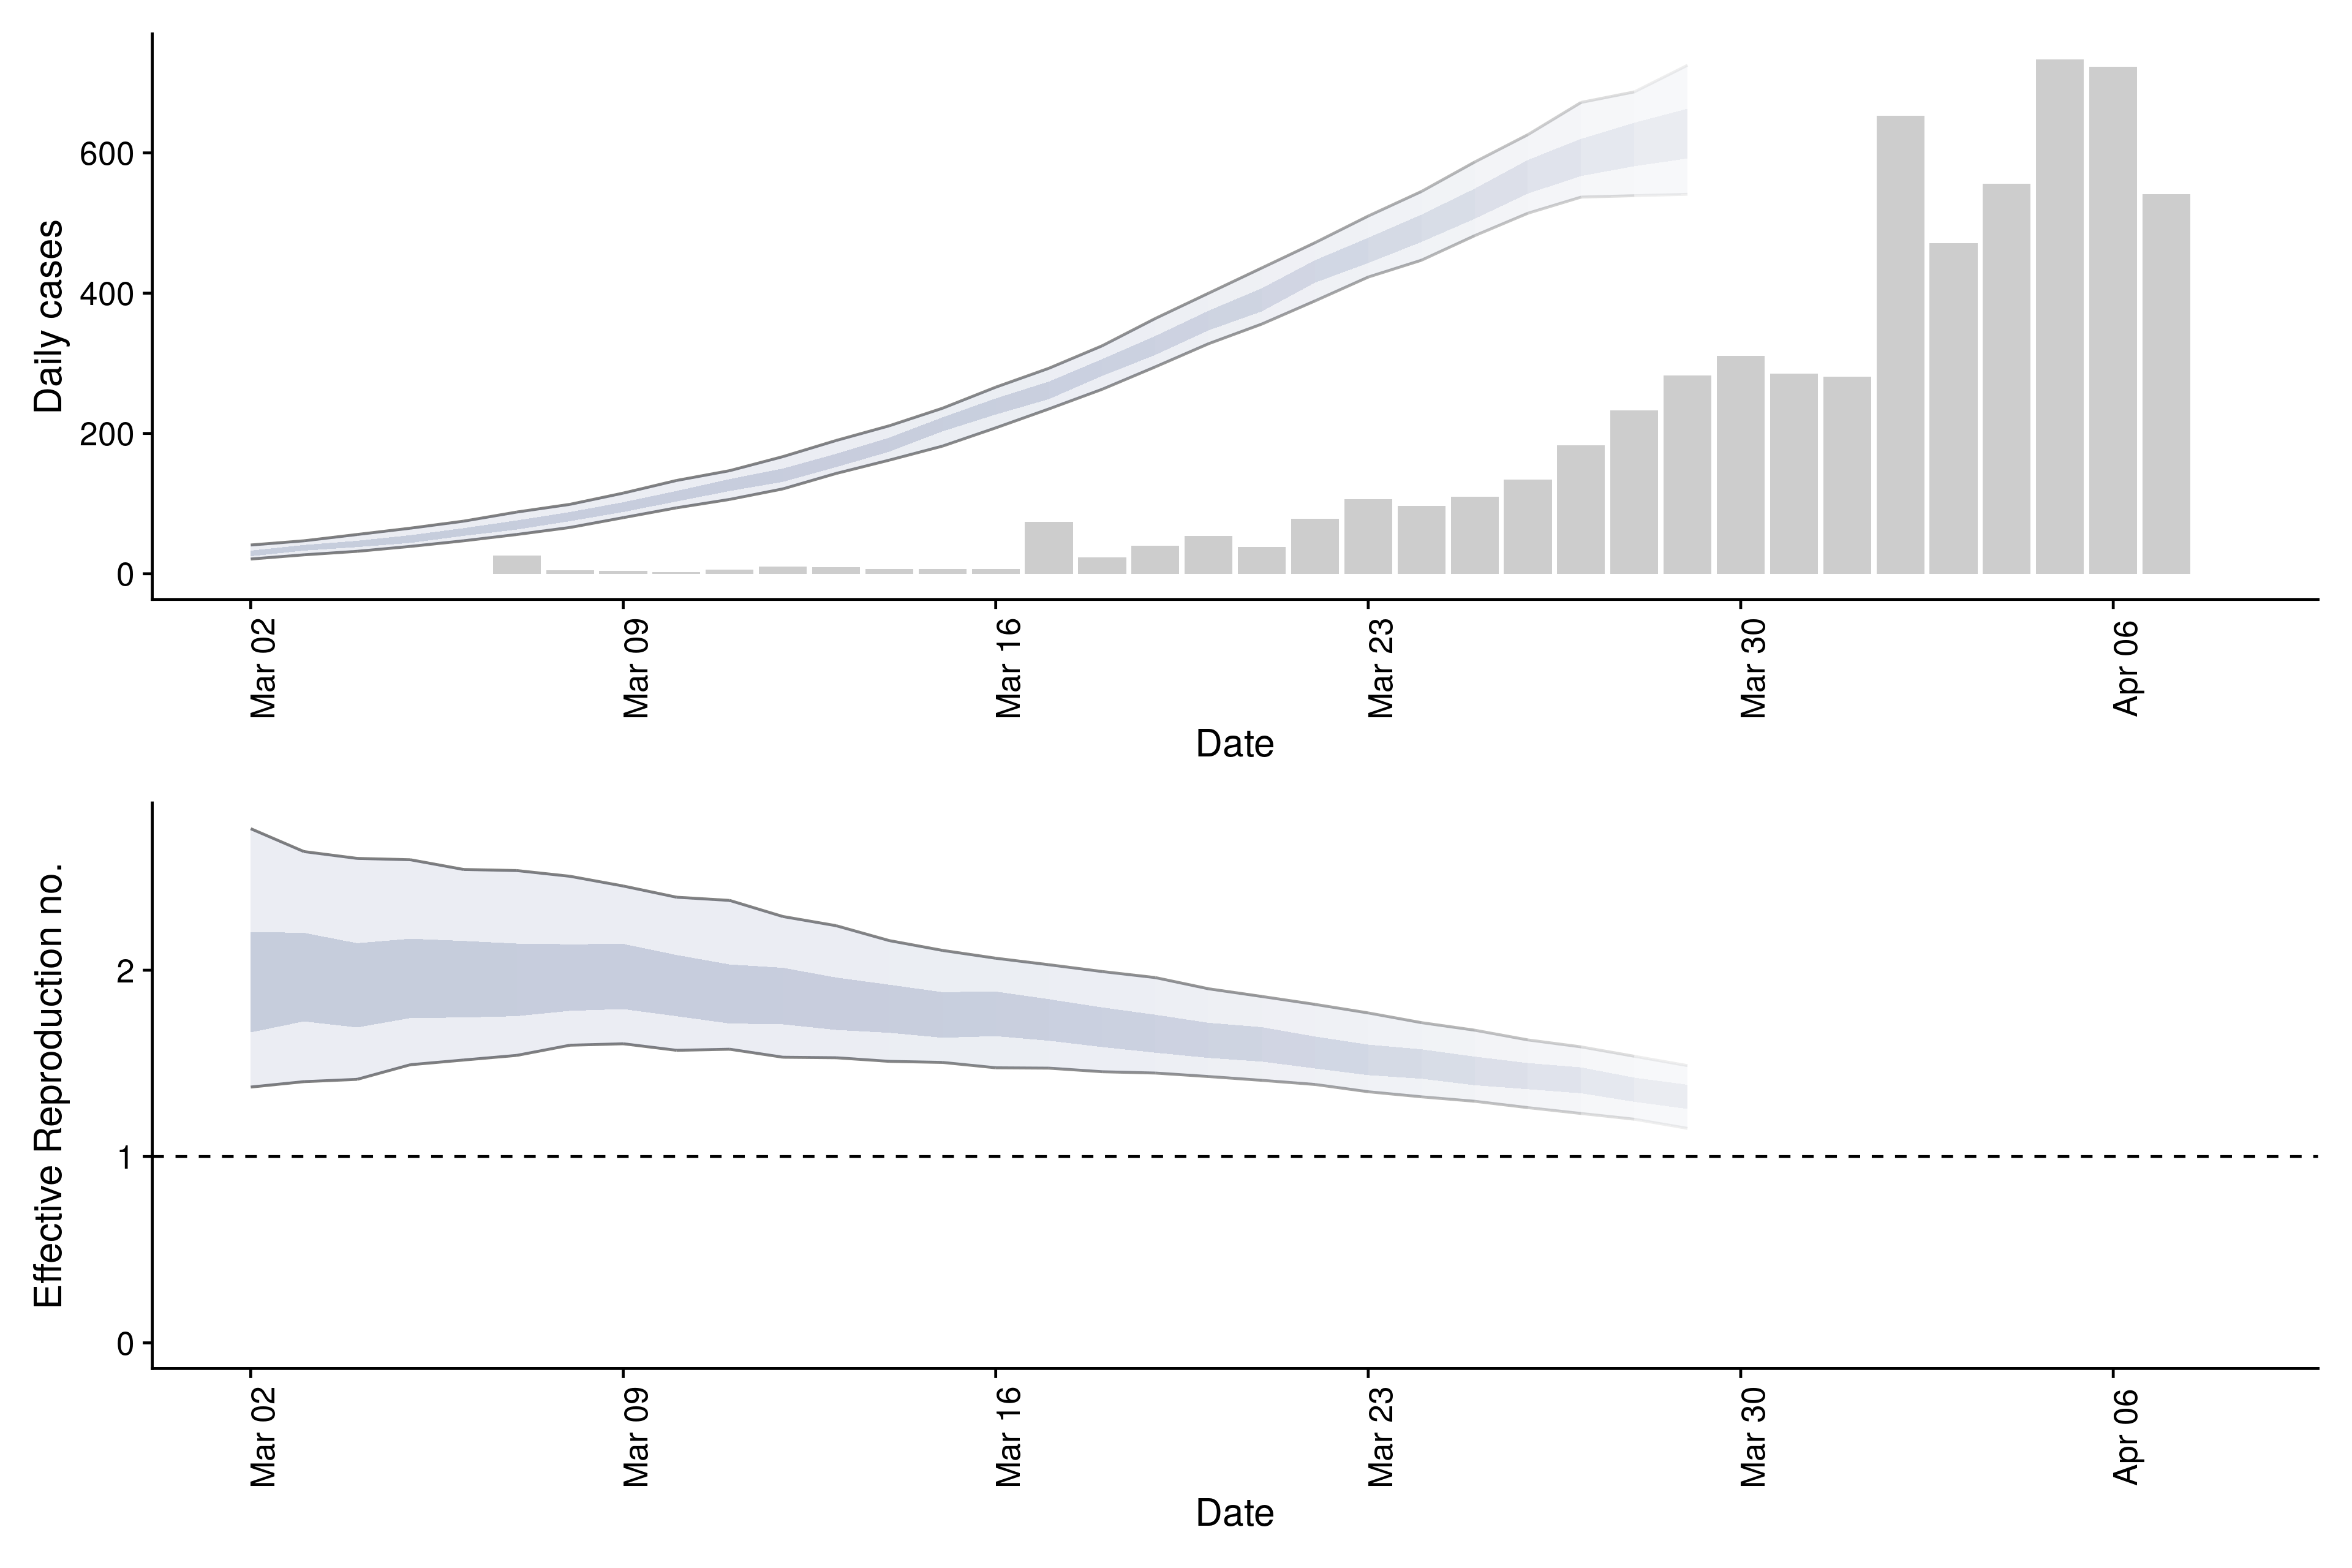 Daily cases
600
400
200
0
Mar 02
Mar 09
Mar 16
Mar 23
Mar 30
Apr 06
Date
Effective Reproduction no.
2
1
0
Mar 02
Mar 09
Mar 16
Mar 23
Mar 30
Apr 06
Date